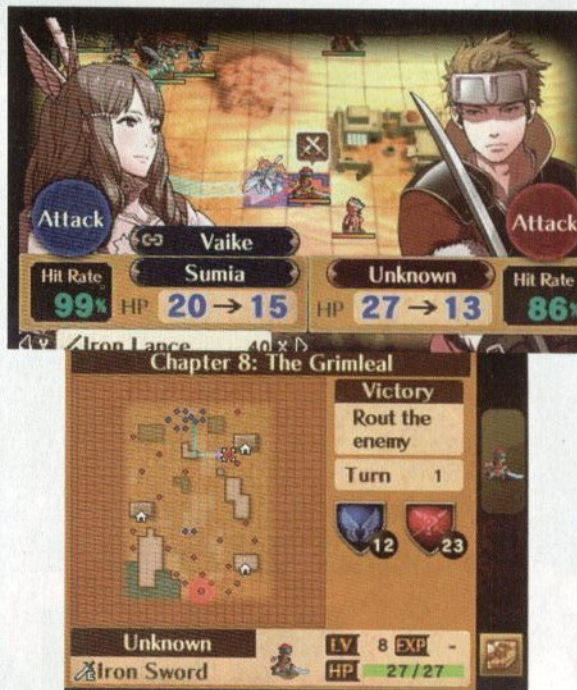 Attack
Attack
Vaike
Hit Rate
99%
Sumia
HP 20→15
Unknown
HP 27→13
Hit Rate
86%
Y Iron Lance 40 X
Chapter 8: The Grimleal
Victory
Rout the
enemy
Turn 1
12
23
Unknown
LV 8 EXP -
E Iron Sword
HP 27/27